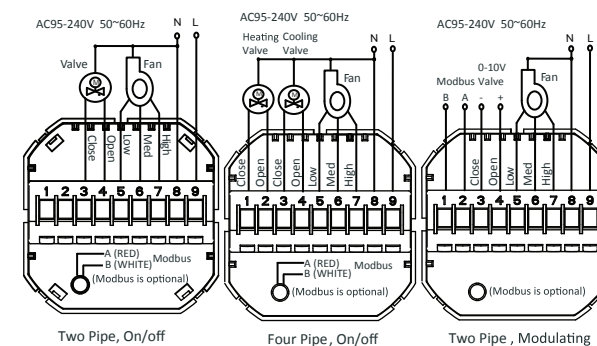 AC95-240V 50~60Hz N L
Valve Fan
M
Close Open Low Med High
1 2 3 4 5 6 7 8 9
A (RED)
B (WHITE) Modbus
(Modbus is optional)
Two Pipe, On/off
AC95-240V 50~60Hz N L
Heating Cooling
Valve Valve
Fan
M M
Close Open Close Open Low Med High
1 2 3 4 5 6 7 8 9
A (RED)
B (WHITE) Modbus
(Modbus is optional)
Four Pipe, On/off
AC95-240V 50~60Hz N L
0-10V
Modbus Valve Fan
B A - +
Close Open Low Med High
1 2 3 4 5 6 7 8 9
(Modbus is optional)
Two Pipe , Modulating